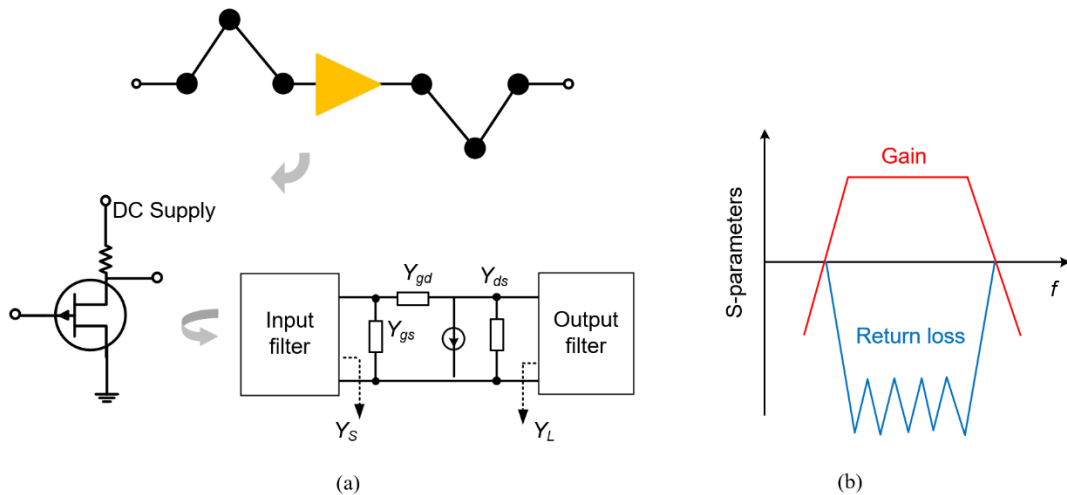 DC Supply
Input
filter
Y_gs
Y_gd
Y_ds
Output
filter
Y_S
Y_L
(a)
S-parameters
Gain
f
Return loss
(b)